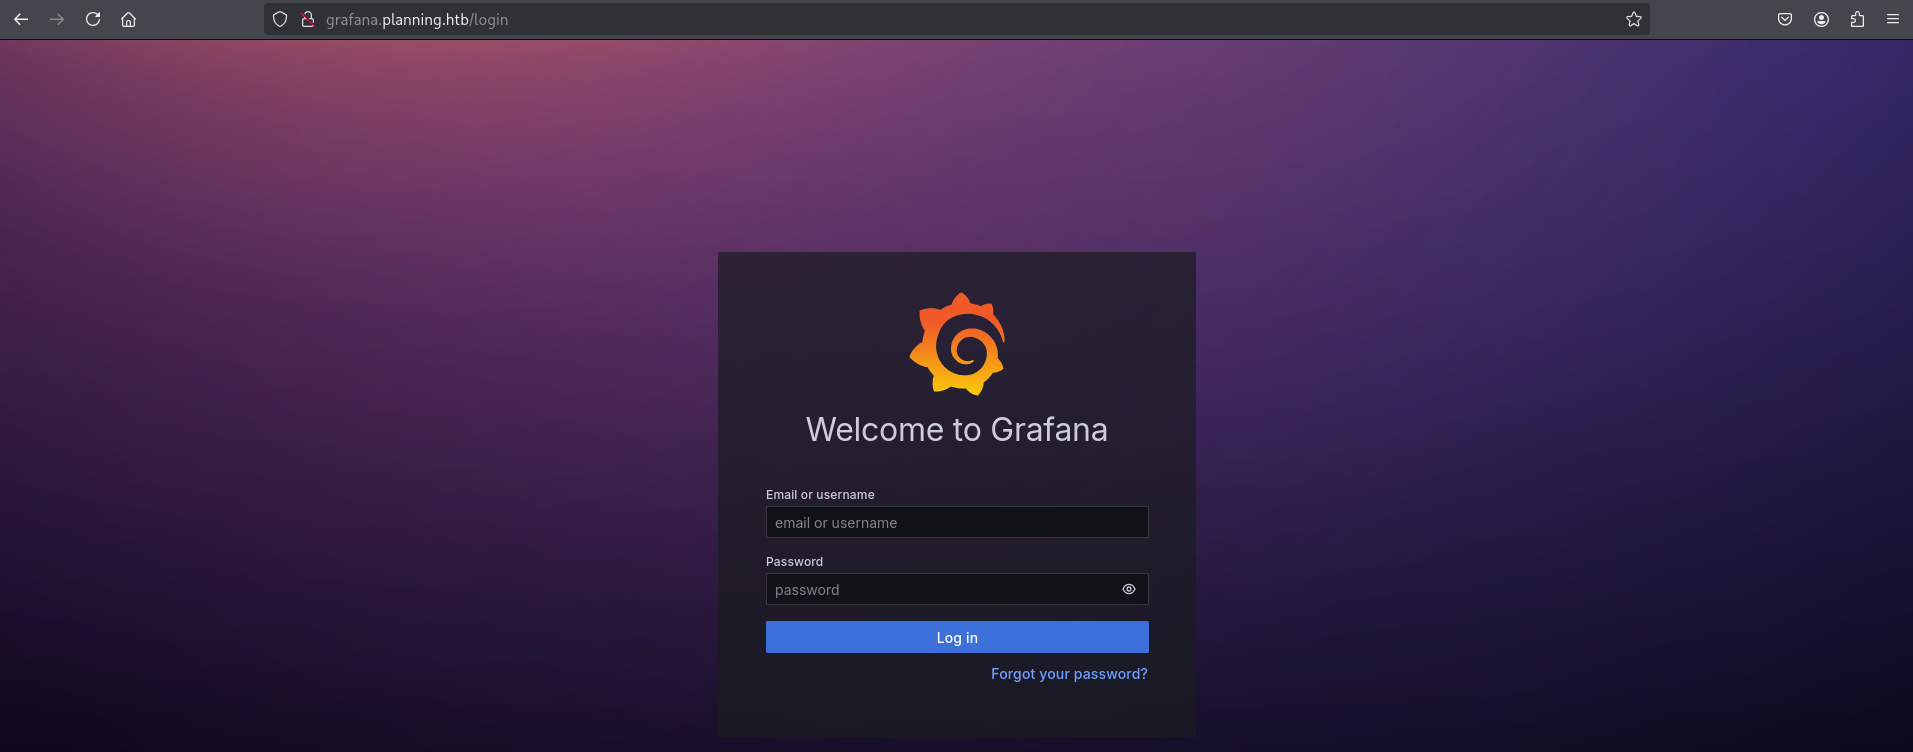 grafana.planning.htb/login
Welcome to Grafana
Email or username
email or username
Password
password
Log in
Forgot your password?